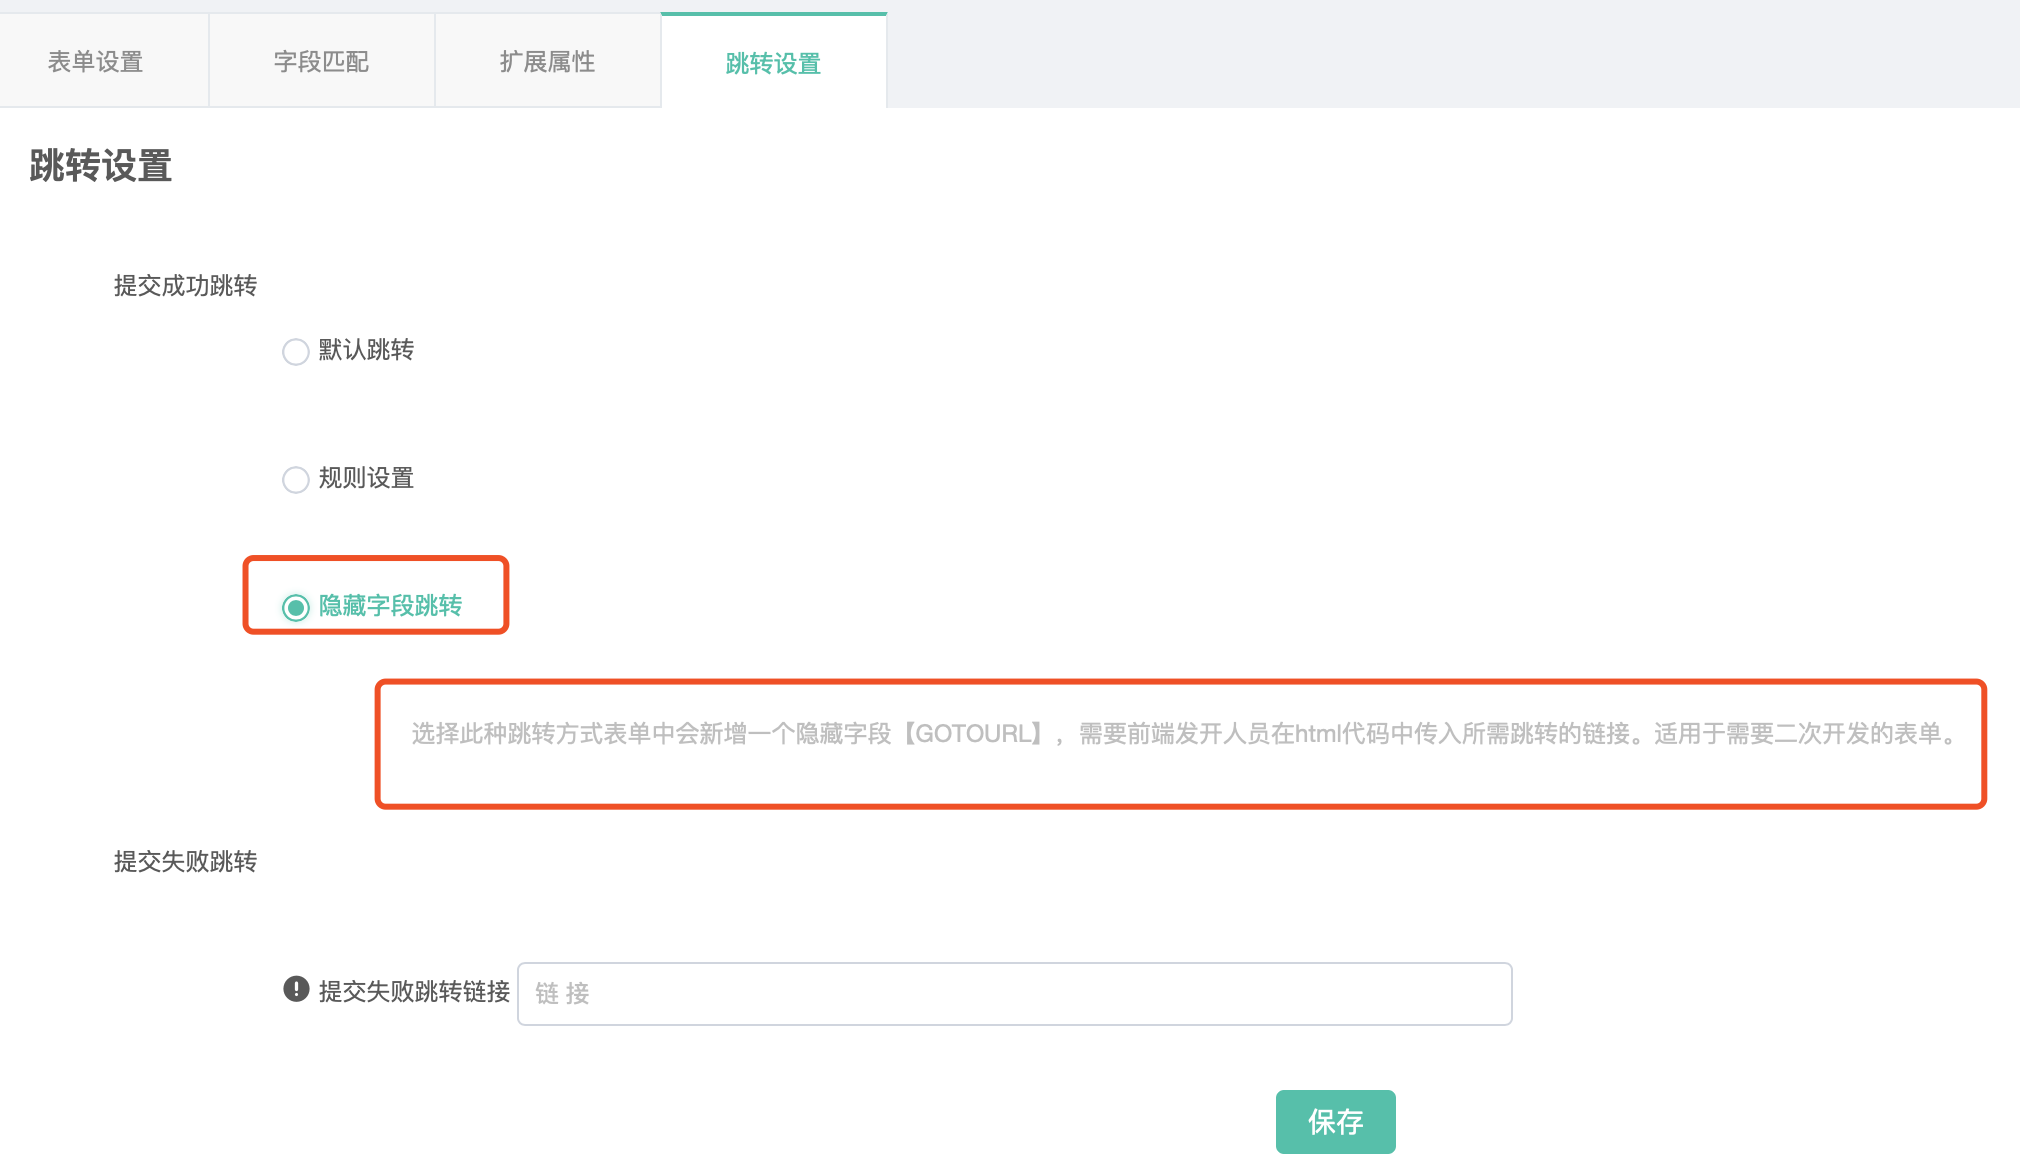 表单设置
字段匹配
扩展属性
跳转设置
跳转设置
提交成功跳转
默认跳转
规则设置
隐藏字段跳转
选择此种跳转方式表单中会新增一个隐藏字段【GOTOURL】，需要前端发开人员在html代码中传入所需跳转的链接。适用于需要二次开发的表单。
提交失败跳转
提交失败跳转链接
链 接
保存